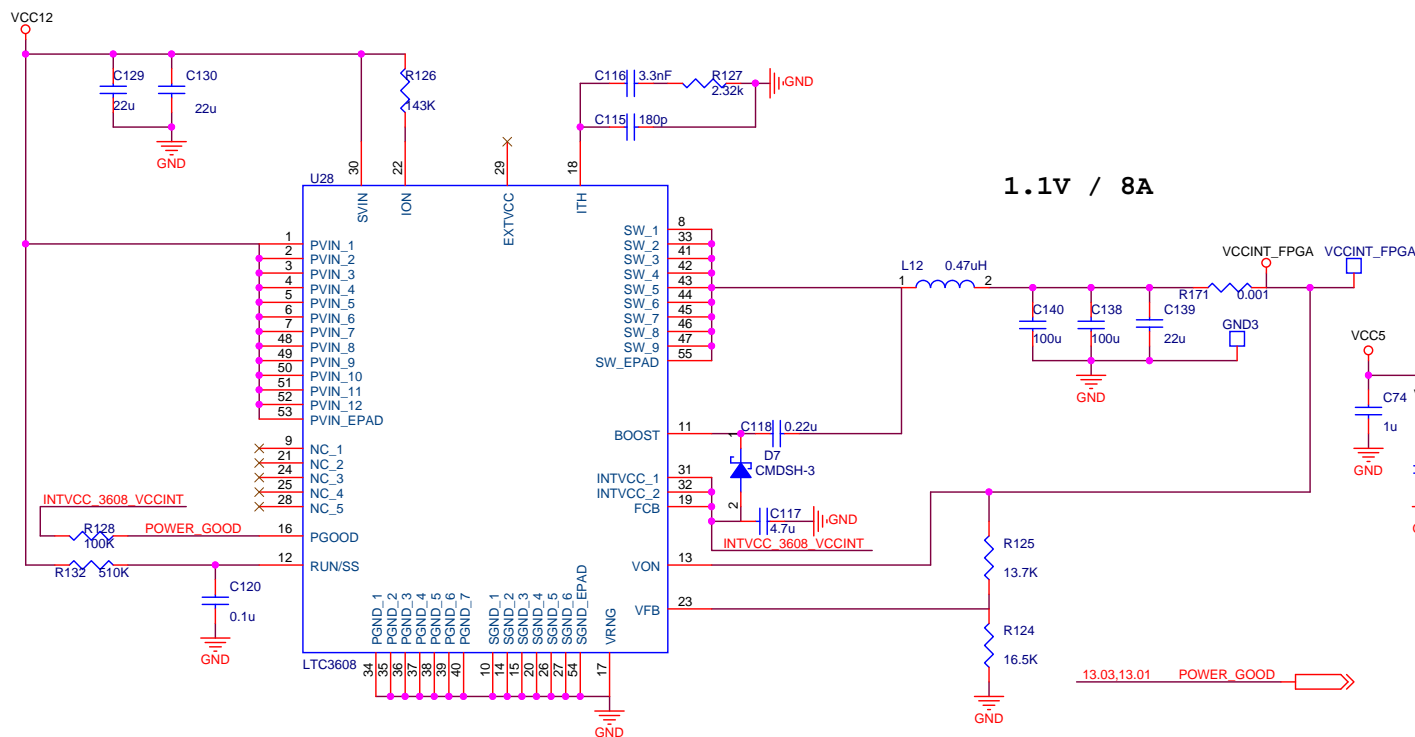 VCC12
C129
22u
C130
22u
GND
R126
143K
C116 3.3nF
R127
2.32k
GND
C115 180p
30
22
29
18
U28
SVIN
ION
EXTVCC
ITH
1.1V / 8A
1 PVIN_1
2 PVIN_2
3 PVIN_3
4 PVIN_4
5 PVIN_5
6 PVIN_6
7 PVIN_7
48 PVIN_8
49 PVIN_9
50 PVIN_10
51 PVIN_11
52 PVIN_12
53 PVIN_EPAD
9 NC_1
21 NC_2
24 NC_3
25 NC_4
28 NC_5
INTVCC_3608_VCCINT
R128
100K
POWER_GOOD
16 PGOOD
R132 510K
12 RUN/SS
C120
0.1u
GND
SW_1 8
SW_2 33
SW_3 41
SW_4 42
SW_5 43
SW_6 44
SW_7 45
SW_8 46
SW_9 47
SW_EPAD 55
BOOST 11
INTVCC_1 31
INTVCC_2 32
FCB 19
VON 13
VFB 23
1 L12 0.47uH 2
C140
100u
C138
100u
C139
22u
GND
R171 0.001
GND3
VCCINT_FPGA
VCCINT_FPGA
VCC5
C74
1u
GND
C118 0.22u
1
D7
CMDSH-3
2
C117
4.7u
GND
INTVCC_3608_VCCINT
R125
13.7K
R124
16.5K
GND
PGND_1
PGND_2
PGND_3
PGND_4
PGND_5
PGND_6
PGND_7
SGND_1
SGND_2
SGND_3
SGND_4
SGND_5
SGND_6
SGND_EPAD
VRNG
LTC3608
34
35
36
37
38
39
40
10
14
15
20
26
27
54
17
GND
13.03,13.01 POWER_GOOD